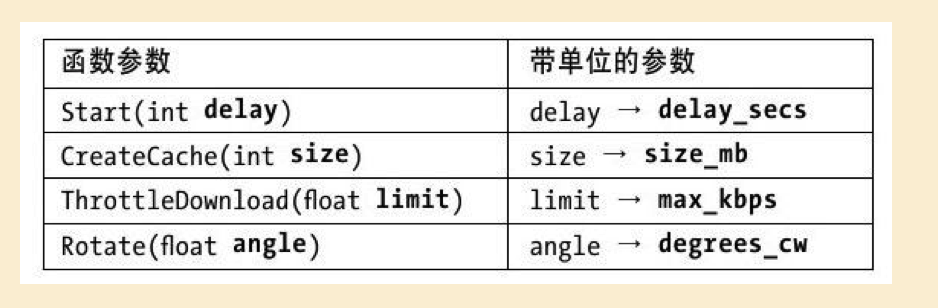 函数参数 带单位的参数
Start(int delay) delay → delay_secs
CreateCache(int size) size → size_mb
ThrottleDownload(float limit) limit → max_kbps
Rotate(float angle) angle → degrees_cw